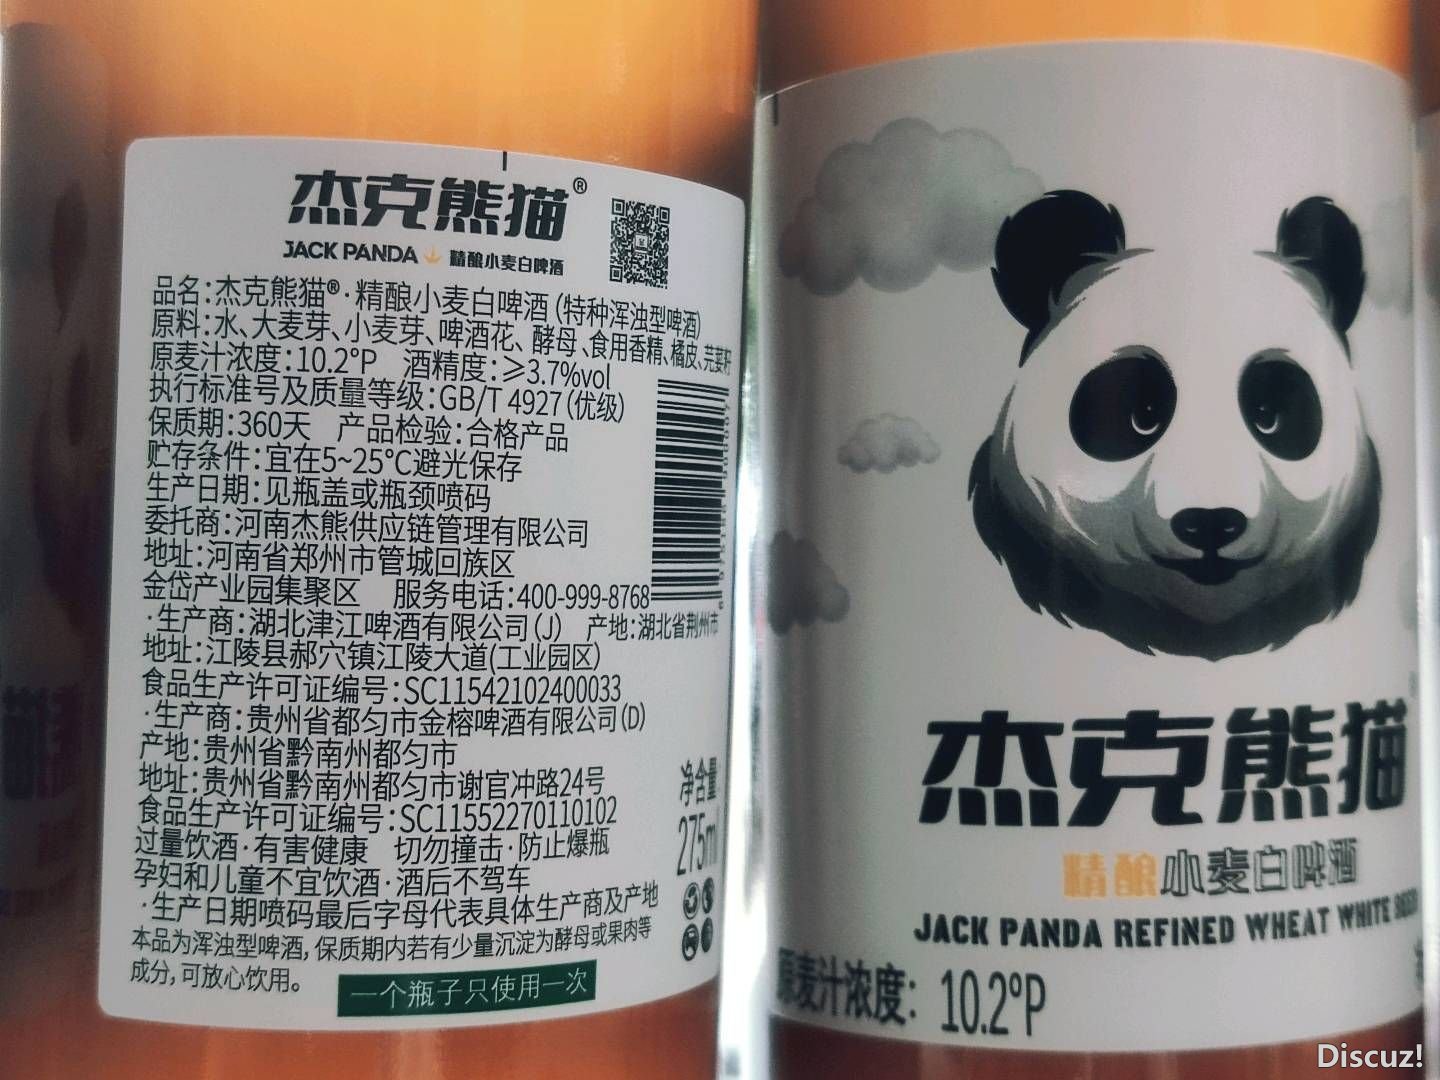 杰克熊猫®
JACK PANDA 精酿小麦白啤酒
品名:杰克熊猫®·精酿小麦白啤酒(特种浑浊型啤酒)
原料:水、大麦芽、小麦芽、啤酒花、酵母、食用香精、橘皮、芫荽籽
原麦汁浓度:10.2°P 酒精度:≥3.7%vol
执行标准号及质量等级:GB/T 4927(优级)
保质期:360天 产品检验:合格产品
贮存条件:宜在5~25°C避光保存
生产日期:见瓶盖或瓶颈喷码
委托商:河南杰熊供应链管理有限公司
地址:河南省郑州市管城回族区
金岱产业园集聚区 服务电话:400-999-8768
·生产商:湖北津江啤酒有限公司(J) 产地:湖北省荆州市
地址:江陵县郝穴镇江陵大道(工业园区)
食品生产许可证编号:SC11542102400033
·生产商:贵州省都匀市金榕啤酒有限公司(D)
产地:贵州省黔南州都匀市
地址:贵州省黔南州都匀市谢官冲路24号
食品生产许可证编号:SC11552270110102
过量饮酒·有害健康 切勿撞击·防止爆瓶
孕妇和儿童不宜饮酒·酒后不驾车
·生产日期喷码最后字母代表具体生产商及产地
本品为浑浊型啤酒,保质期内若有少量沉淀为酵母或果肉等
成分,可放心饮用。
一个瓶子只使用一次
净含量:
275ml
杰克熊猫
精酿小麦白啤酒
JACK PANDA REFINED WHEAT WHITE BEER
原麦汁浓度: 10.2°P
Discuz!